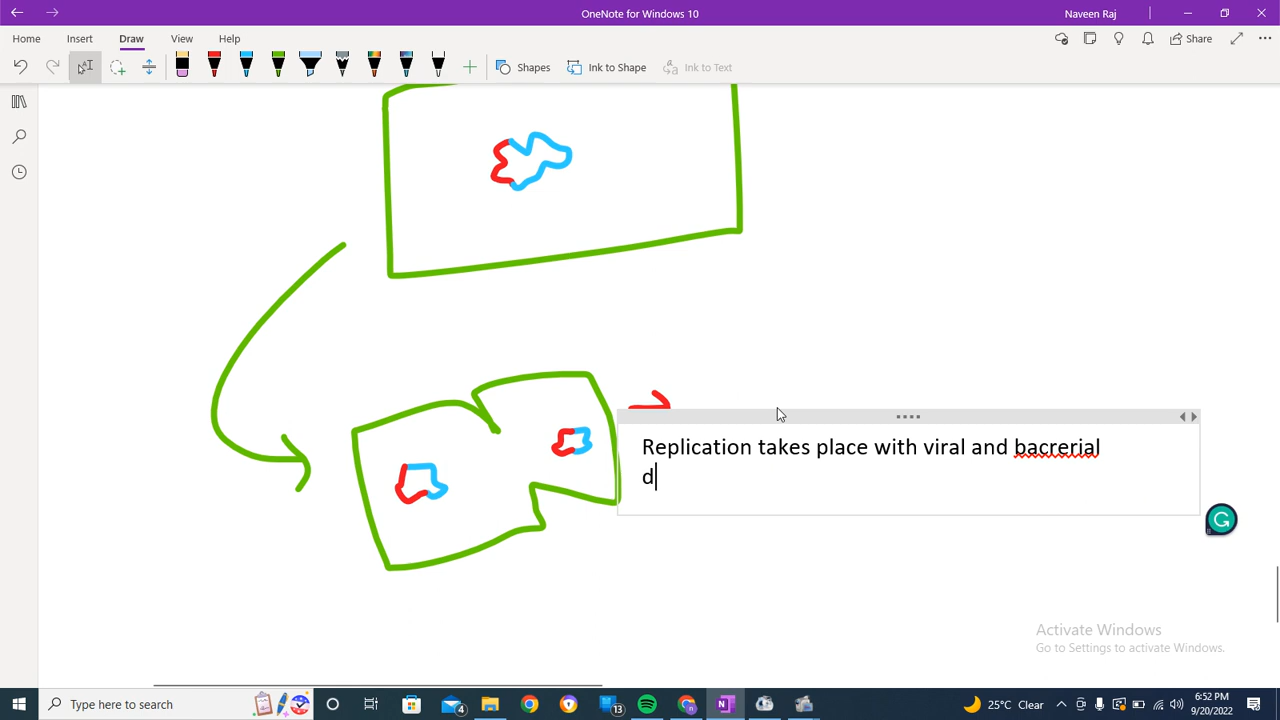 OneNote for Windows 10
Naveen Raj
Home Insert Draw View Help
Share
Shapes
Ink to Shape
Ink to Text
Replication takes place with viral and bacrerial
d
Activate Windows
Go to Settings to activate Windows.
Type here to search
4
13
25°C Clear
6:52 PM
9/20/2022